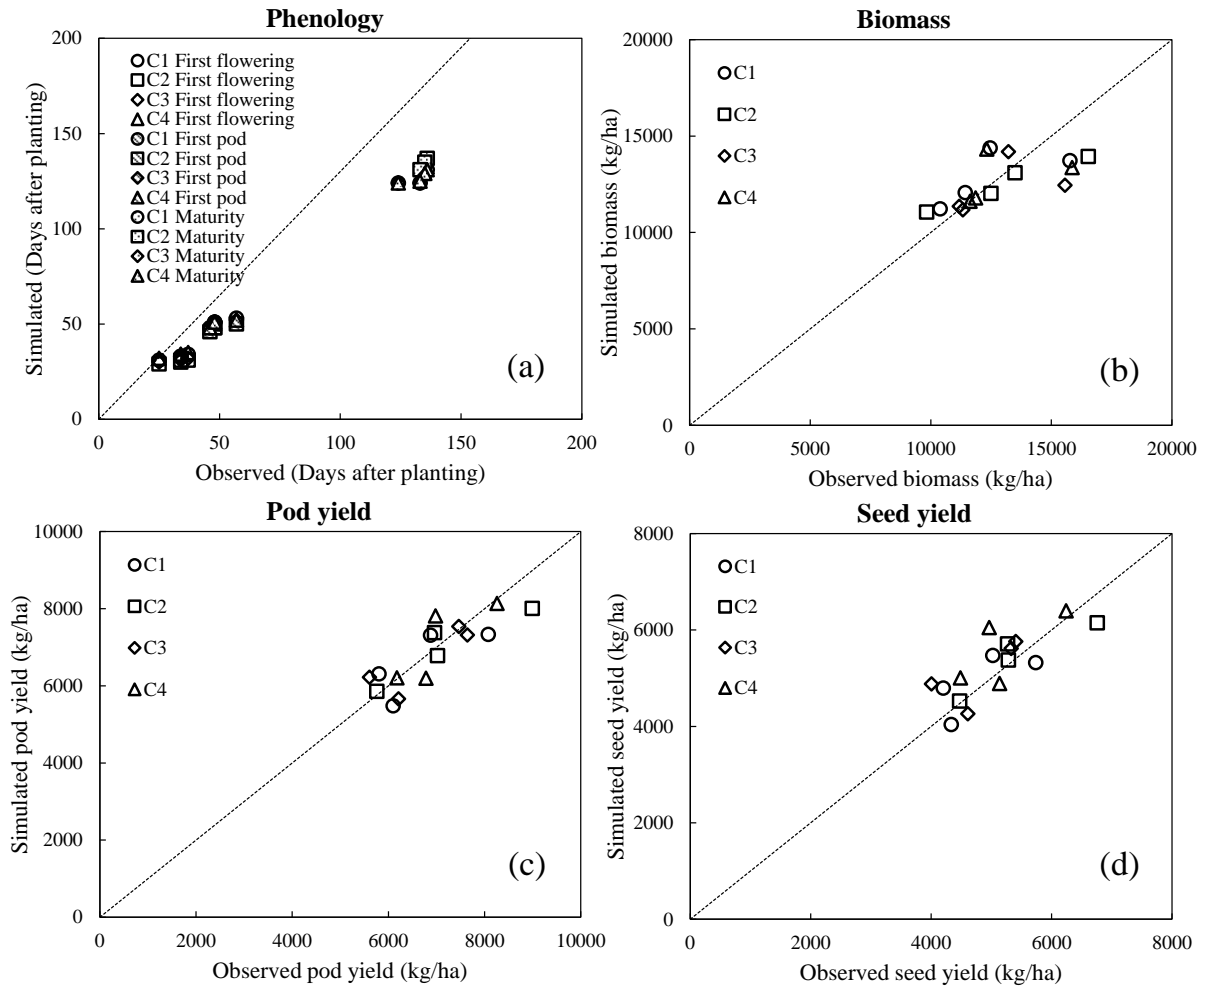 Phenology
200
150
100
50
0
0
50
100
150
200
Simulated (Days after planting)
Observed (Days after planting)
C1 First flowering
C2 First flowering
C3 First flowering
C4 First flowering
C1 First pod
C2 First pod
C3 First pod
C4 First pod
C1 Maturity
C2 Maturity
C3 Maturity
C4 Maturity
(a)
Biomass
20000
15000
10000
5000
0
0
5000
10000
15000
20000
Simulated biomass (kg/ha)
Observed biomass (kg/ha)
C1
C2
C3
C4
(b)
Pod yield
10000
8000
6000
4000
2000
0
0
2000
4000
6000
8000
10000
Simulated pod yield (kg/ha)
Observed pod yield (kg/ha)
C1
C2
C3
C4
(c)
Seed yield
8000
6000
4000
2000
0
0
2000
4000
6000
8000
Simulated seed yield (kg/ha)
Observed seed yield (kg/ha)
C1
C2
C3
C4
(d)